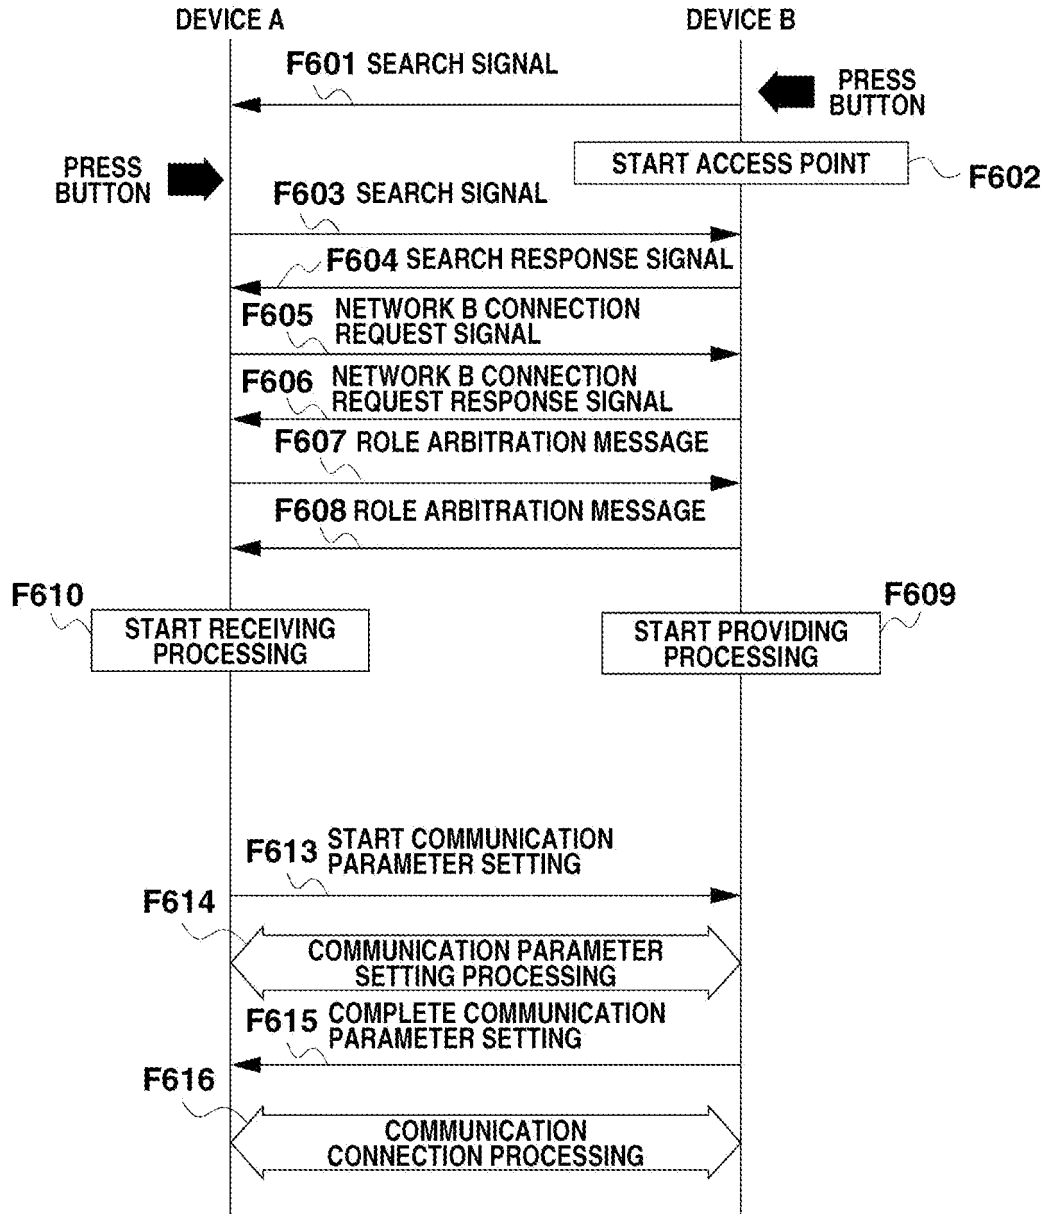 DEVICE A
DEVICE B
F601 SEARCH SIGNAL
PRESS
BUTTON
START ACCESS POINT
F602
PRESS
BUTTON
F603 SEARCH SIGNAL
F604 SEARCH RESPONSE SIGNAL
F605 NETWORK B CONNECTION
REQUEST SIGNAL
F606 NETWORK B CONNECTION
REQUEST RESPONSE SIGNAL
F607 ROLE ARBITRATION MESSAGE
F608 ROLE ARBITRATION MESSAGE
F610
START RECEIVING
PROCESSING
F609
START PROVIDING
PROCESSING
F613 START COMMUNICATION
PARAMETER SETTING
F614
COMMUNICATION PARAMETER
SETTING PROCESSING
F615 COMPLETE COMMUNICATION
PARAMETER SETTING
F616
COMMUNICATION
CONNECTION PROCESSING